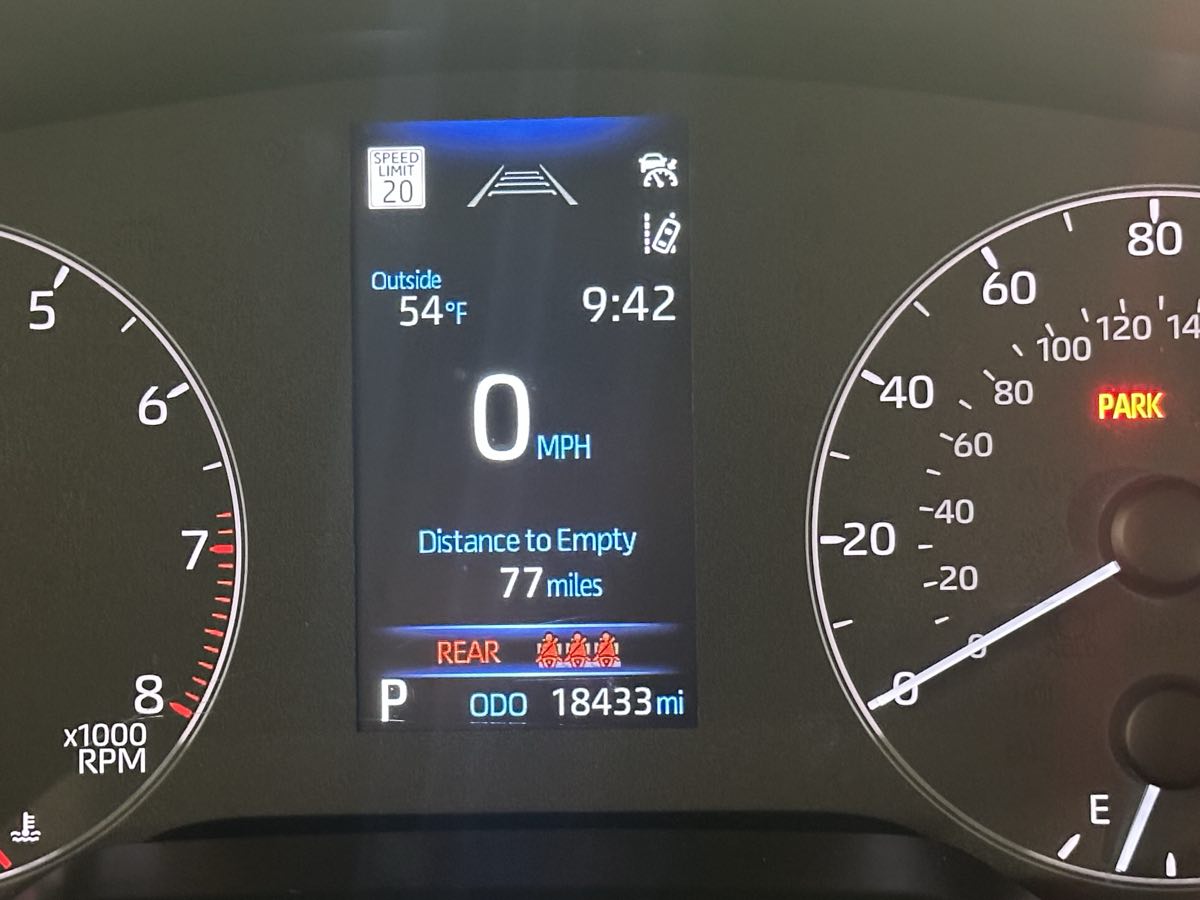 SPEED
LIMIT
20
Outside
54°F
9:42
0 MPH
Distance to Empty
77 miles
REAR
P
ODO 18433 mi
5
6
7
8
x1000
RPM
80
60
40
20
0
120
100
80
60
40
20
0
PARK
E